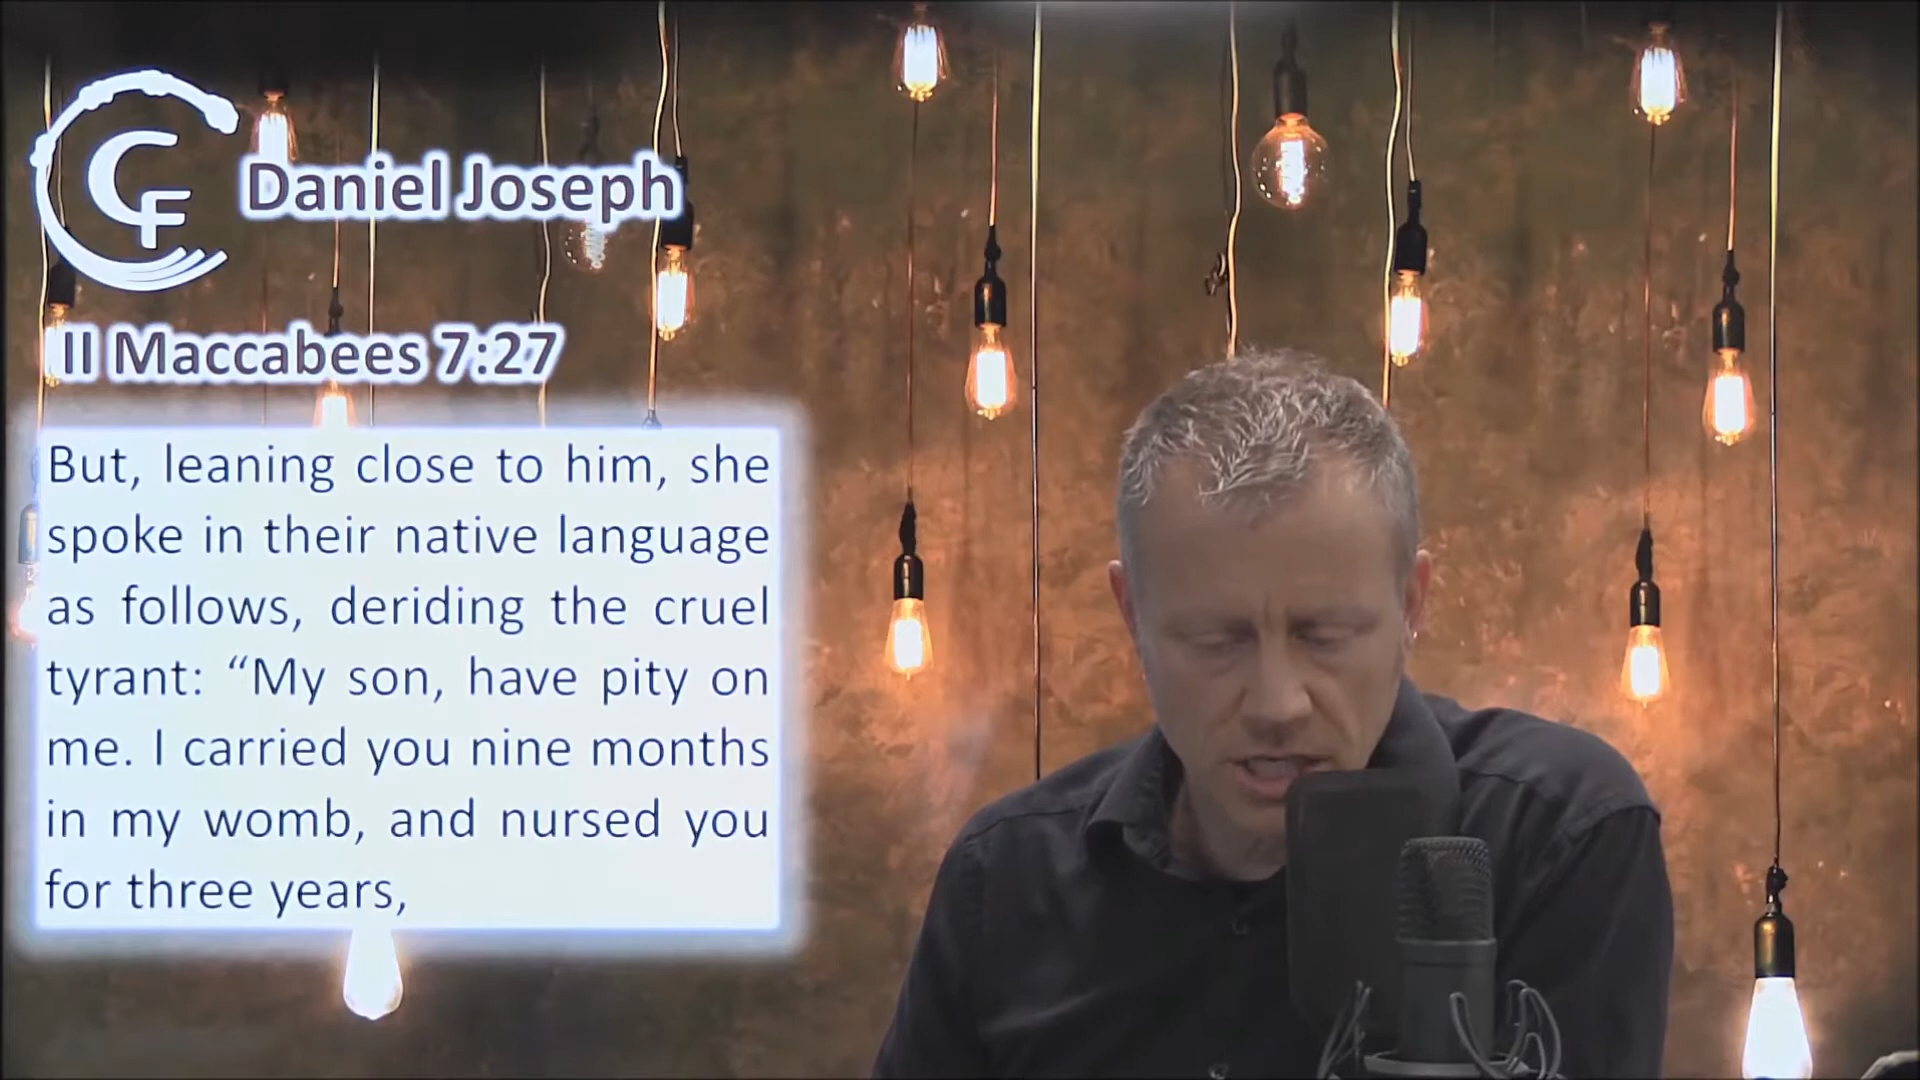 CF
Daniel Joseph
II Maccabees 7:27
But, leaning close to him, she
spoke in their native language
as follows, deriding the cruel
tyrant: “My son, have pity on
me. I carried you nine months
in my womb, and nursed you
for three years,